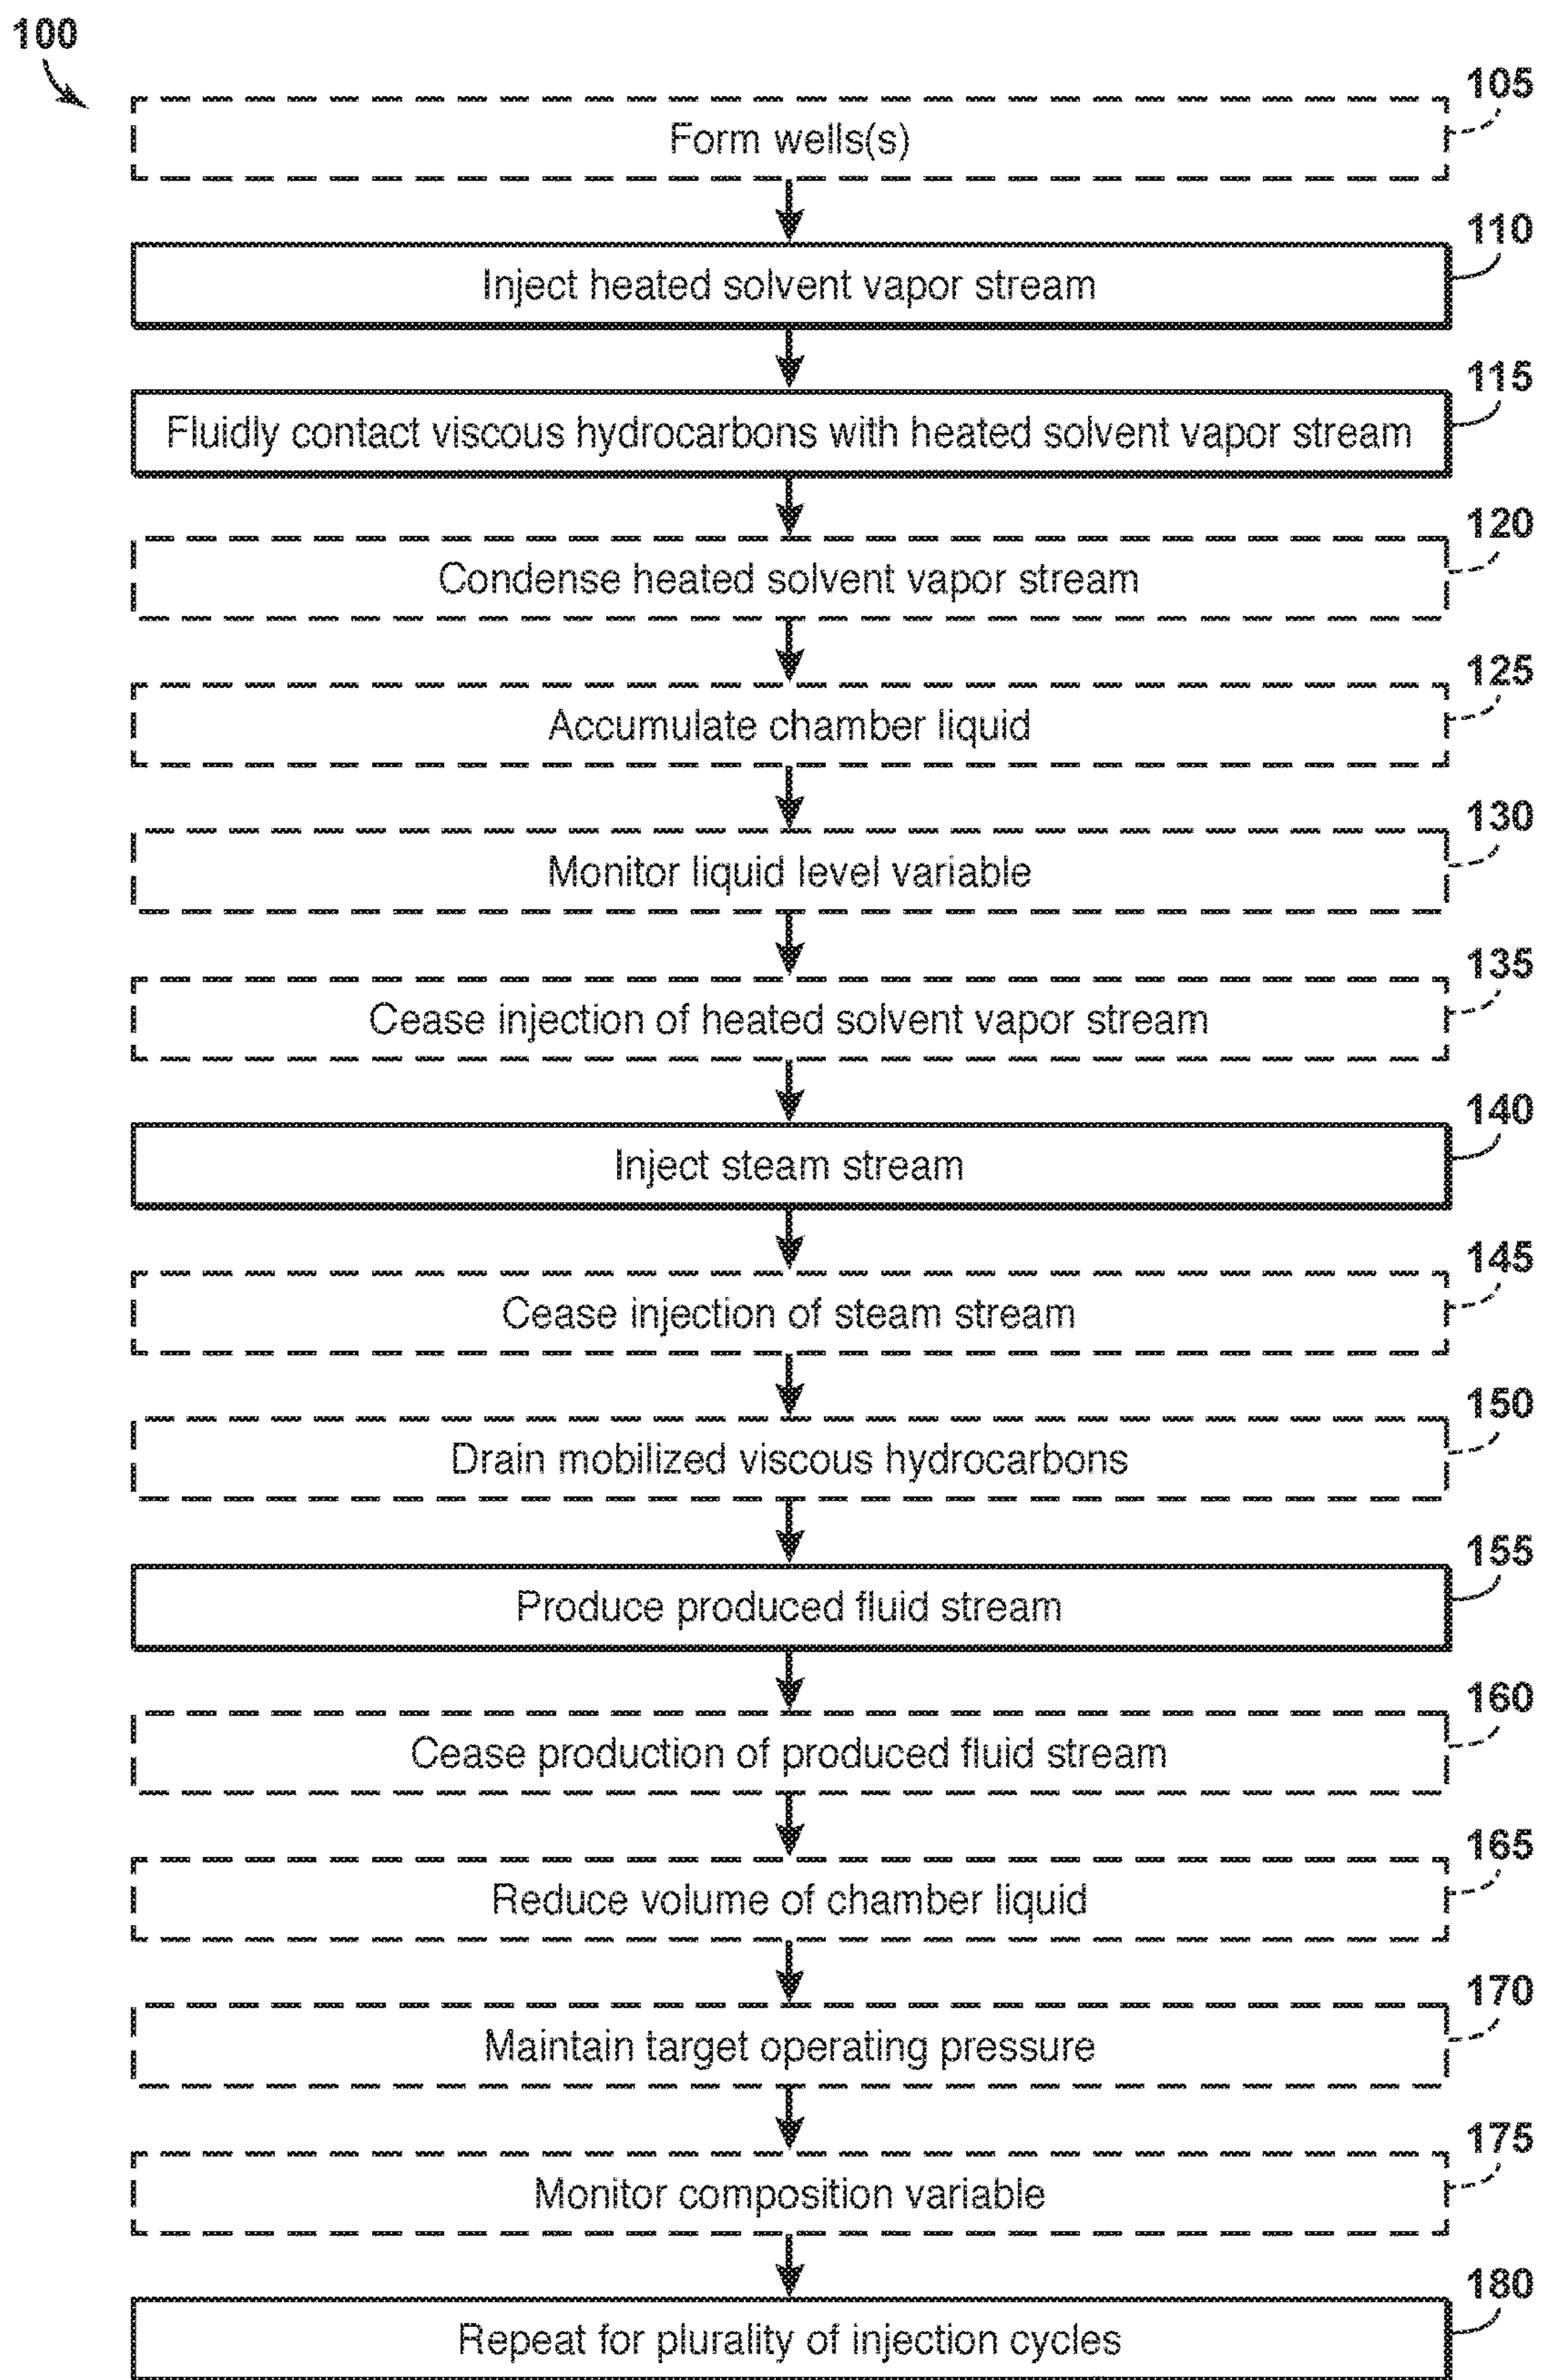 100
105
Form wells(s)
110
Inject heated solvent vapor stream
115
Fluidly contact viscous hydrocarbons with heated solvent vapor stream
120
Condense heated solvent vapor stream
125
Accumulate chamber liquid
130
Monitor liquid level variable
135
Cease injection of heated solvent vapor stream
140
Inject steam stream
145
Cease injection of steam stream
150
Drain mobilized viscous hydrocarbons
155
Produce produced fluid stream
160
Cease production of produced fluid stream
165
Reduce volume of chamber liquid
170
Maintain target operating pressure
175
Monitor composition variable
180
Repeat for plurality of injection cycles